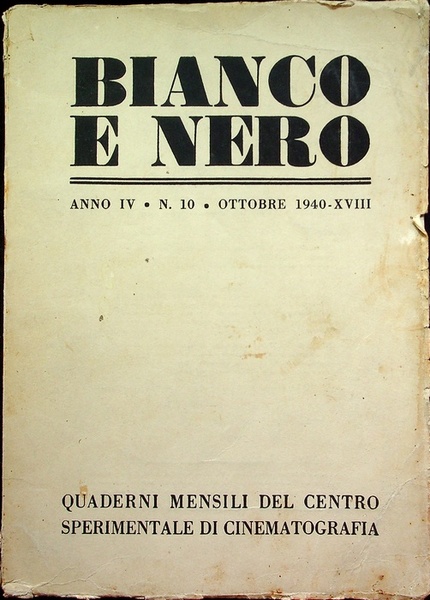 BIANCO
E NERO
ANNO IV • N. 10 • OTTOBRE 1940-XVIII
QUADERNI MENSILI DEL CENTRO
SPERIMENTALE DI CINEMATOGRAFIA